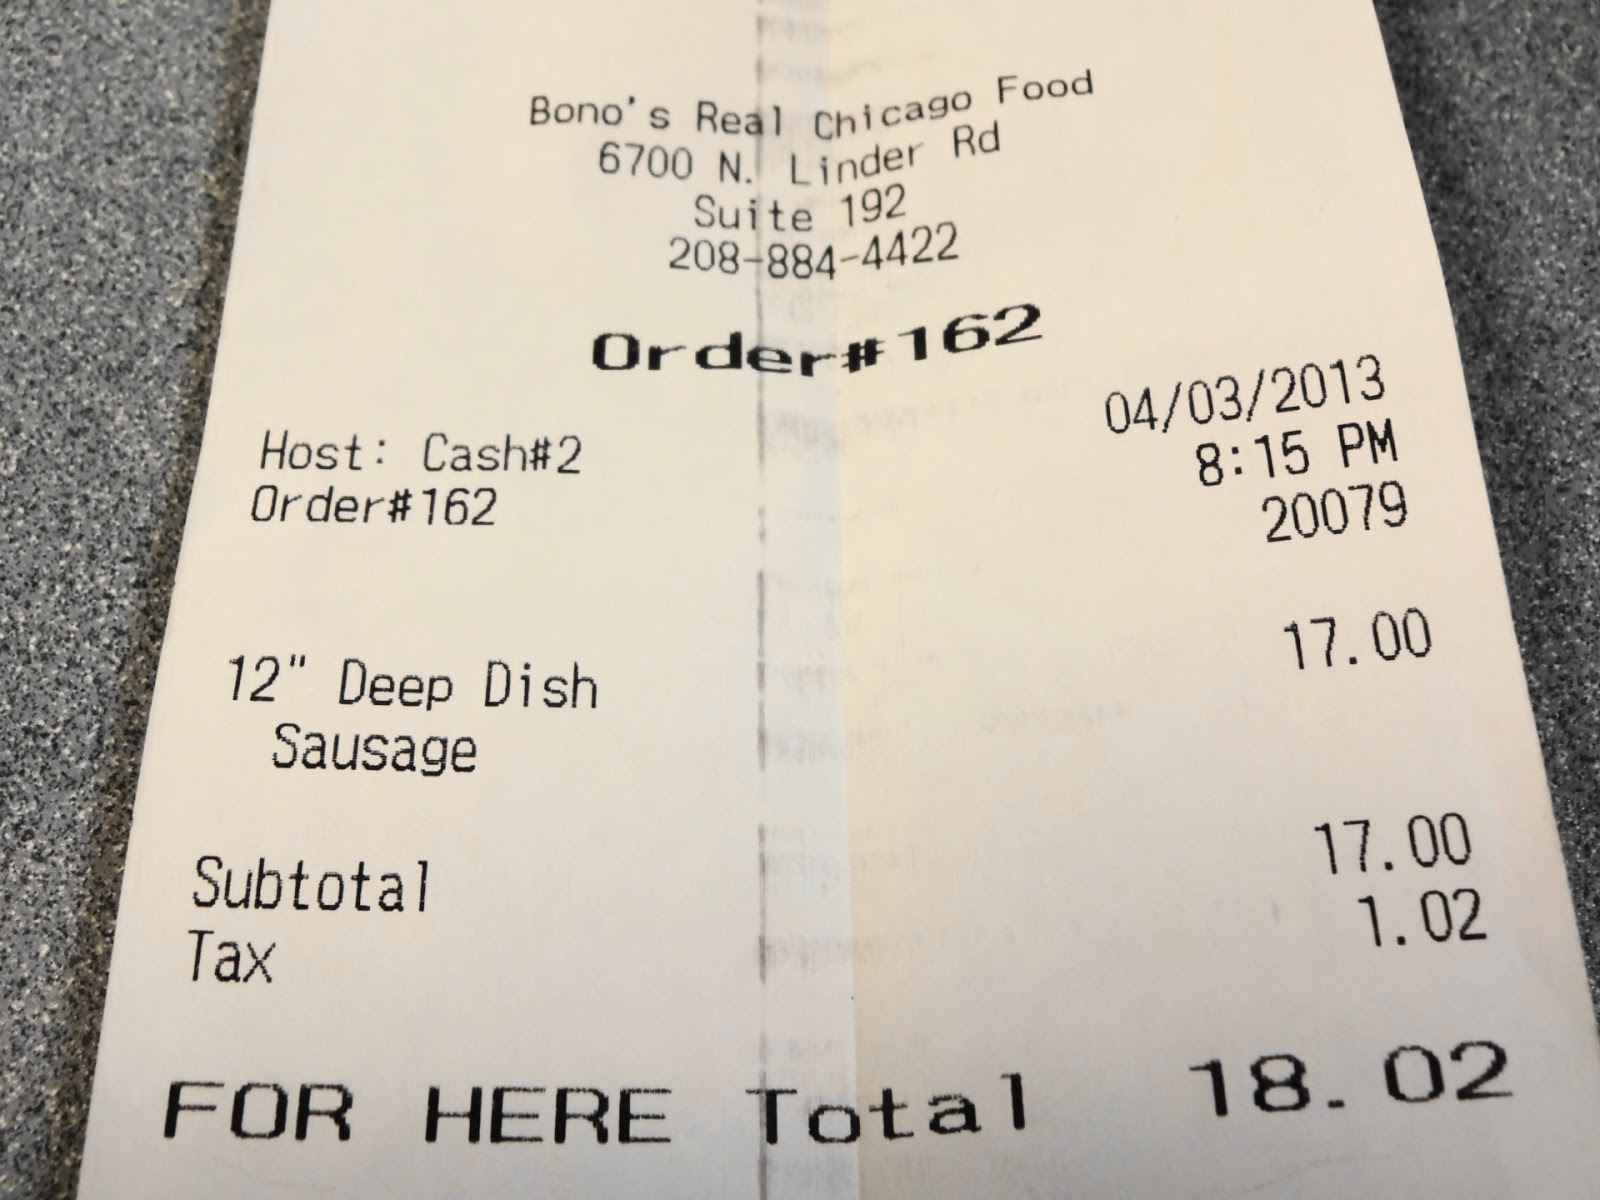 Bono's Real Chicago Food
6700 N. Linder Rd
Suite 192
208-884-4422
Order#162
04/03/2013
Host: Cash#2 8:15 PM
Order#162 20079
12" Deep Dish 17.00
Sausage
Subtotal 17.00
Tax 1.02
FOR HERE Total 18.02